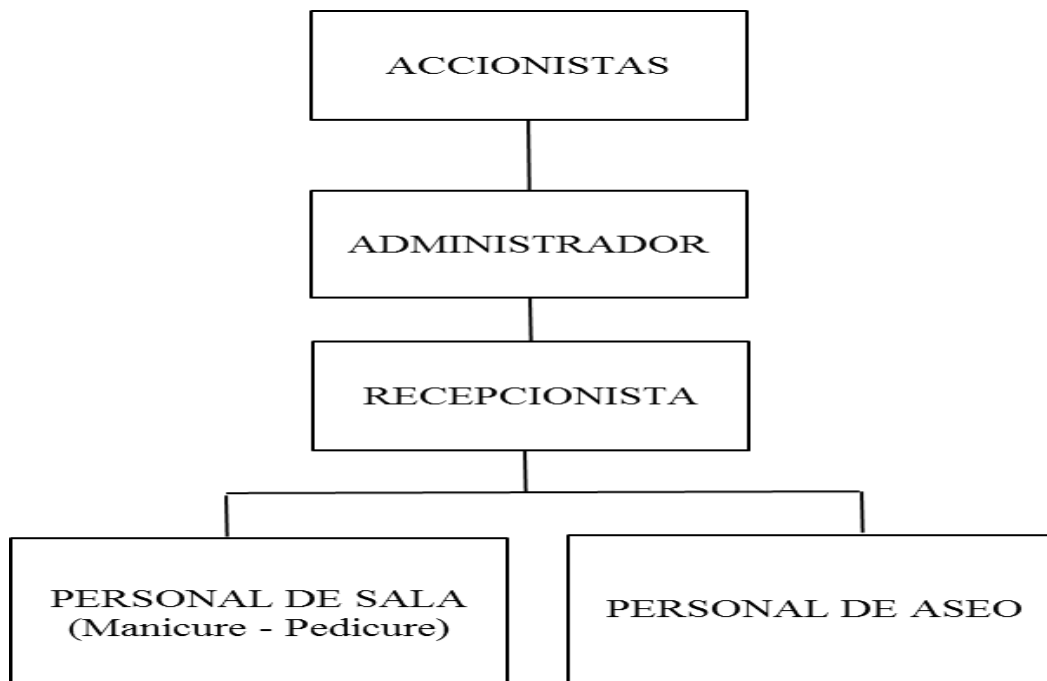 ACCIONISTAS
ADMINISTRADOR
RECEPCIONISTA
PERSONAL DE SALA
(Manicure - Pedicure)
PERSONAL DE ASEO